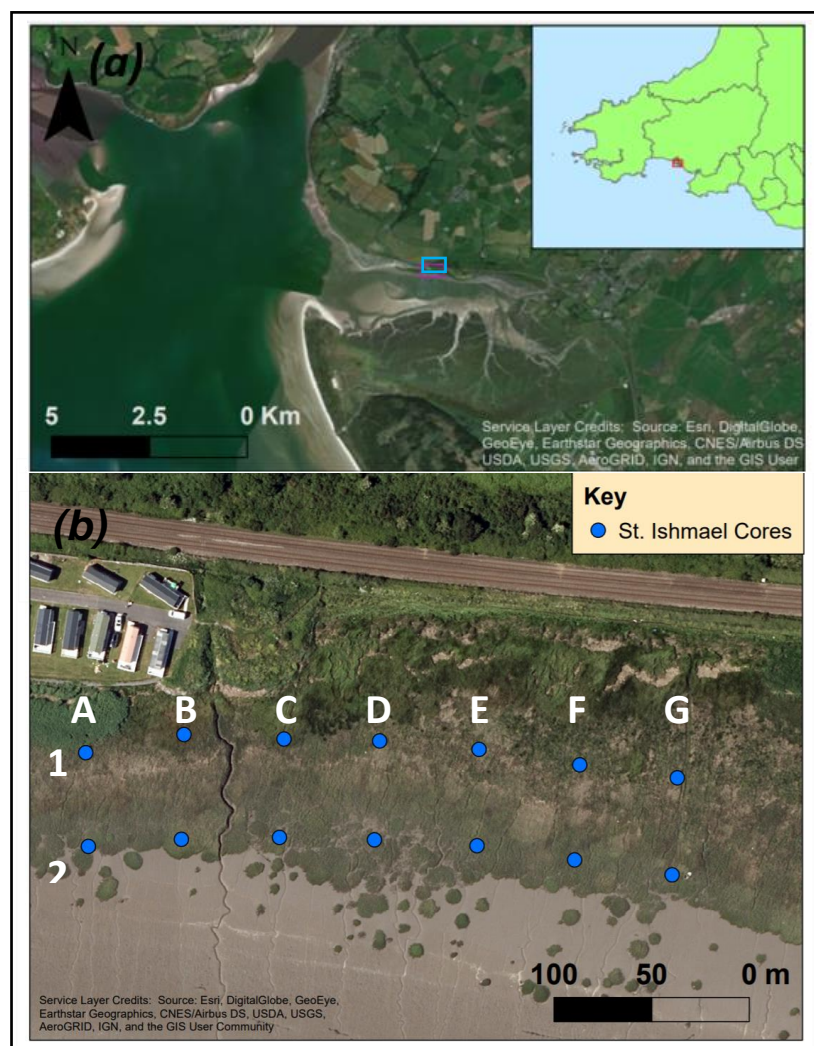 N
(a)
5 2.5 0 Km
Service Layer Credits: Source: Esri, DigitalGlobe,
GeoEye, Earthstar Geographics, CNES/Airbus DS
USDA, USGS, AeroGRID, IGN, and the GIS User
(b)
Key
St. Ishmael Cores
A B C D E F G
1
2
100 50 0 m
Service Layer Credits: Source: Esri, DigitalGlobe, GeoEye,
Earthstar Geographics, CNES/Airbus DS, USDA, USGS,
AeroGRID, IGN, and the GIS User Community